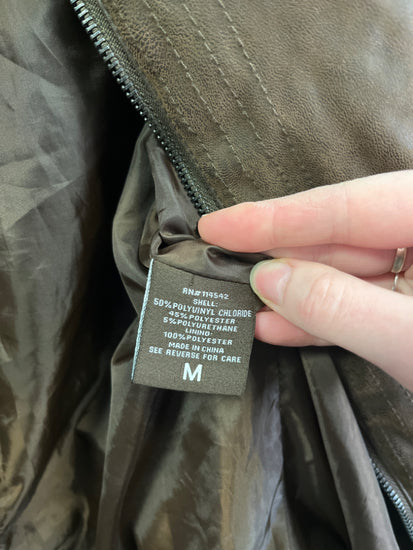 RN#114542
SHELL:
50%POLYVINYL CHLORIDE
45%POLYESTER
5%POLYURETHANE
LINING:
100%POLYESTER
MADE IN CHINA
SEE REVERSE FOR CARE
M